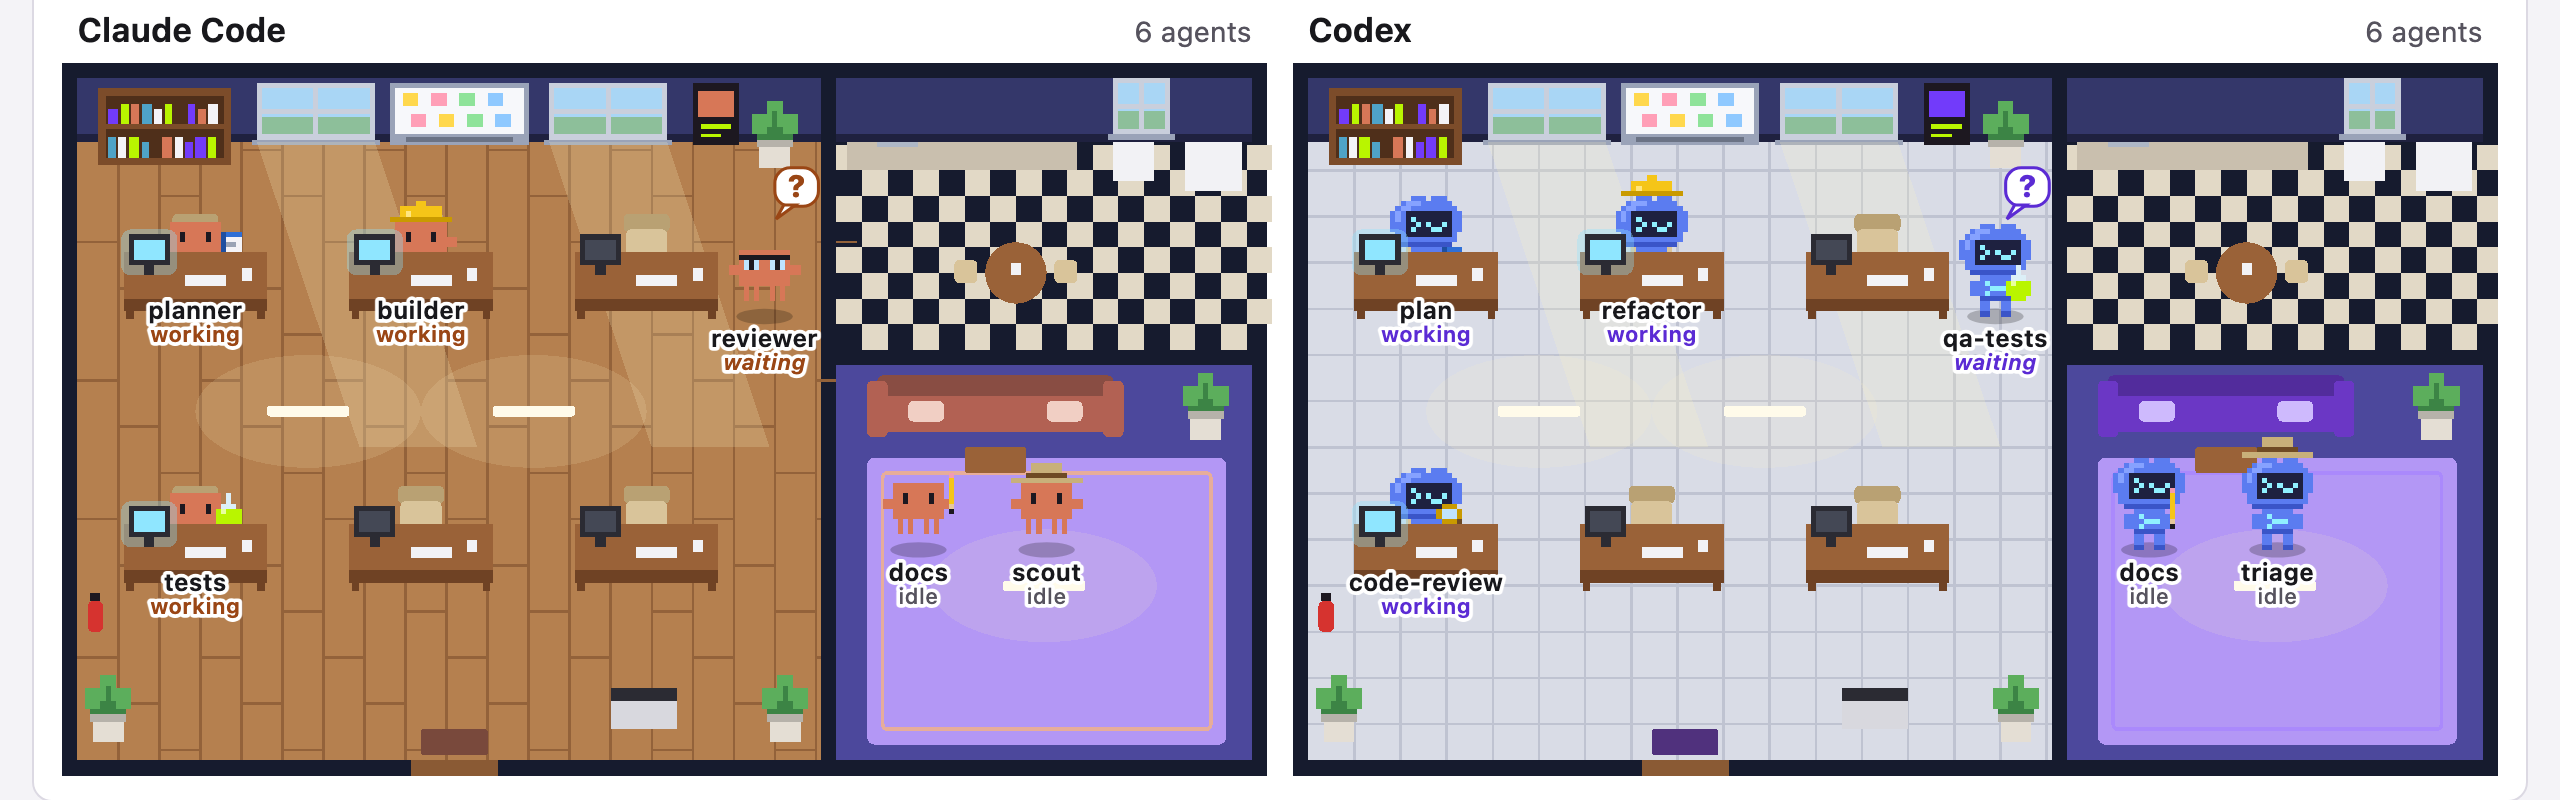 Claude Code
6 agents
?
planner
working
builder
working
reviewer
waiting
tests
working
docs
idle
scout
idle
Codex
6 agents
?
plan
working
refactor
working
qa-tests
waiting
code-review
working
docs
idle
triage
idle